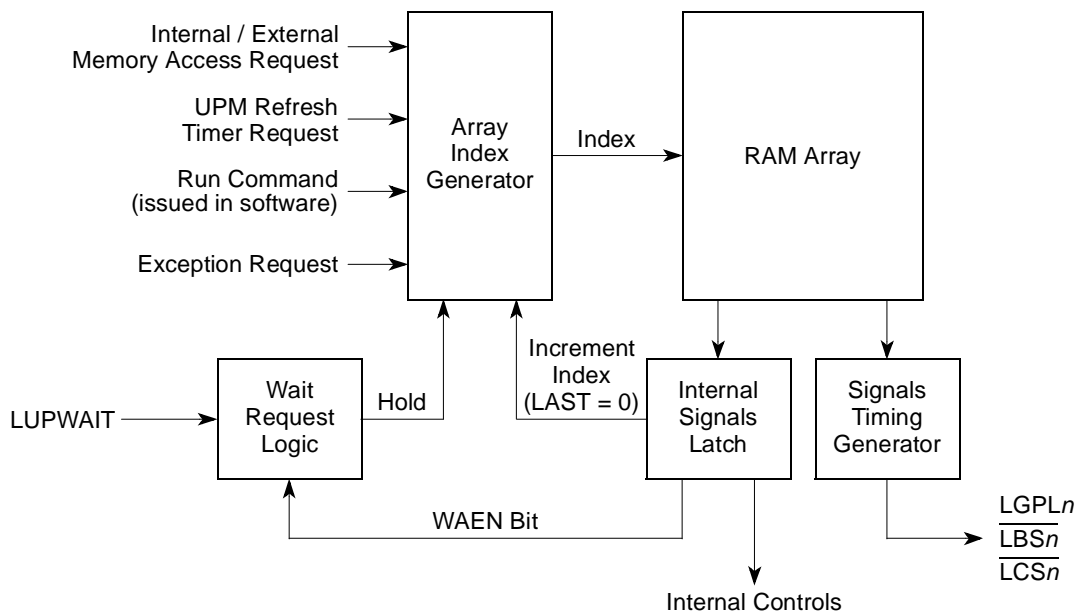 Internal / External
Memory Access Request
UPM Refresh
Timer Request
Run Command
(issued in software)
Exception Request
Array
Index
Generator
Index
RAM Array
LUPWAIT
Wait
Request
Logic
Hold
Increment
Index
(LAST = 0)
Internal
Signals
Latch
Signals
Timing
Generator
WAEN Bit
LGPLn
LBSn
LCSn
Internal Controls